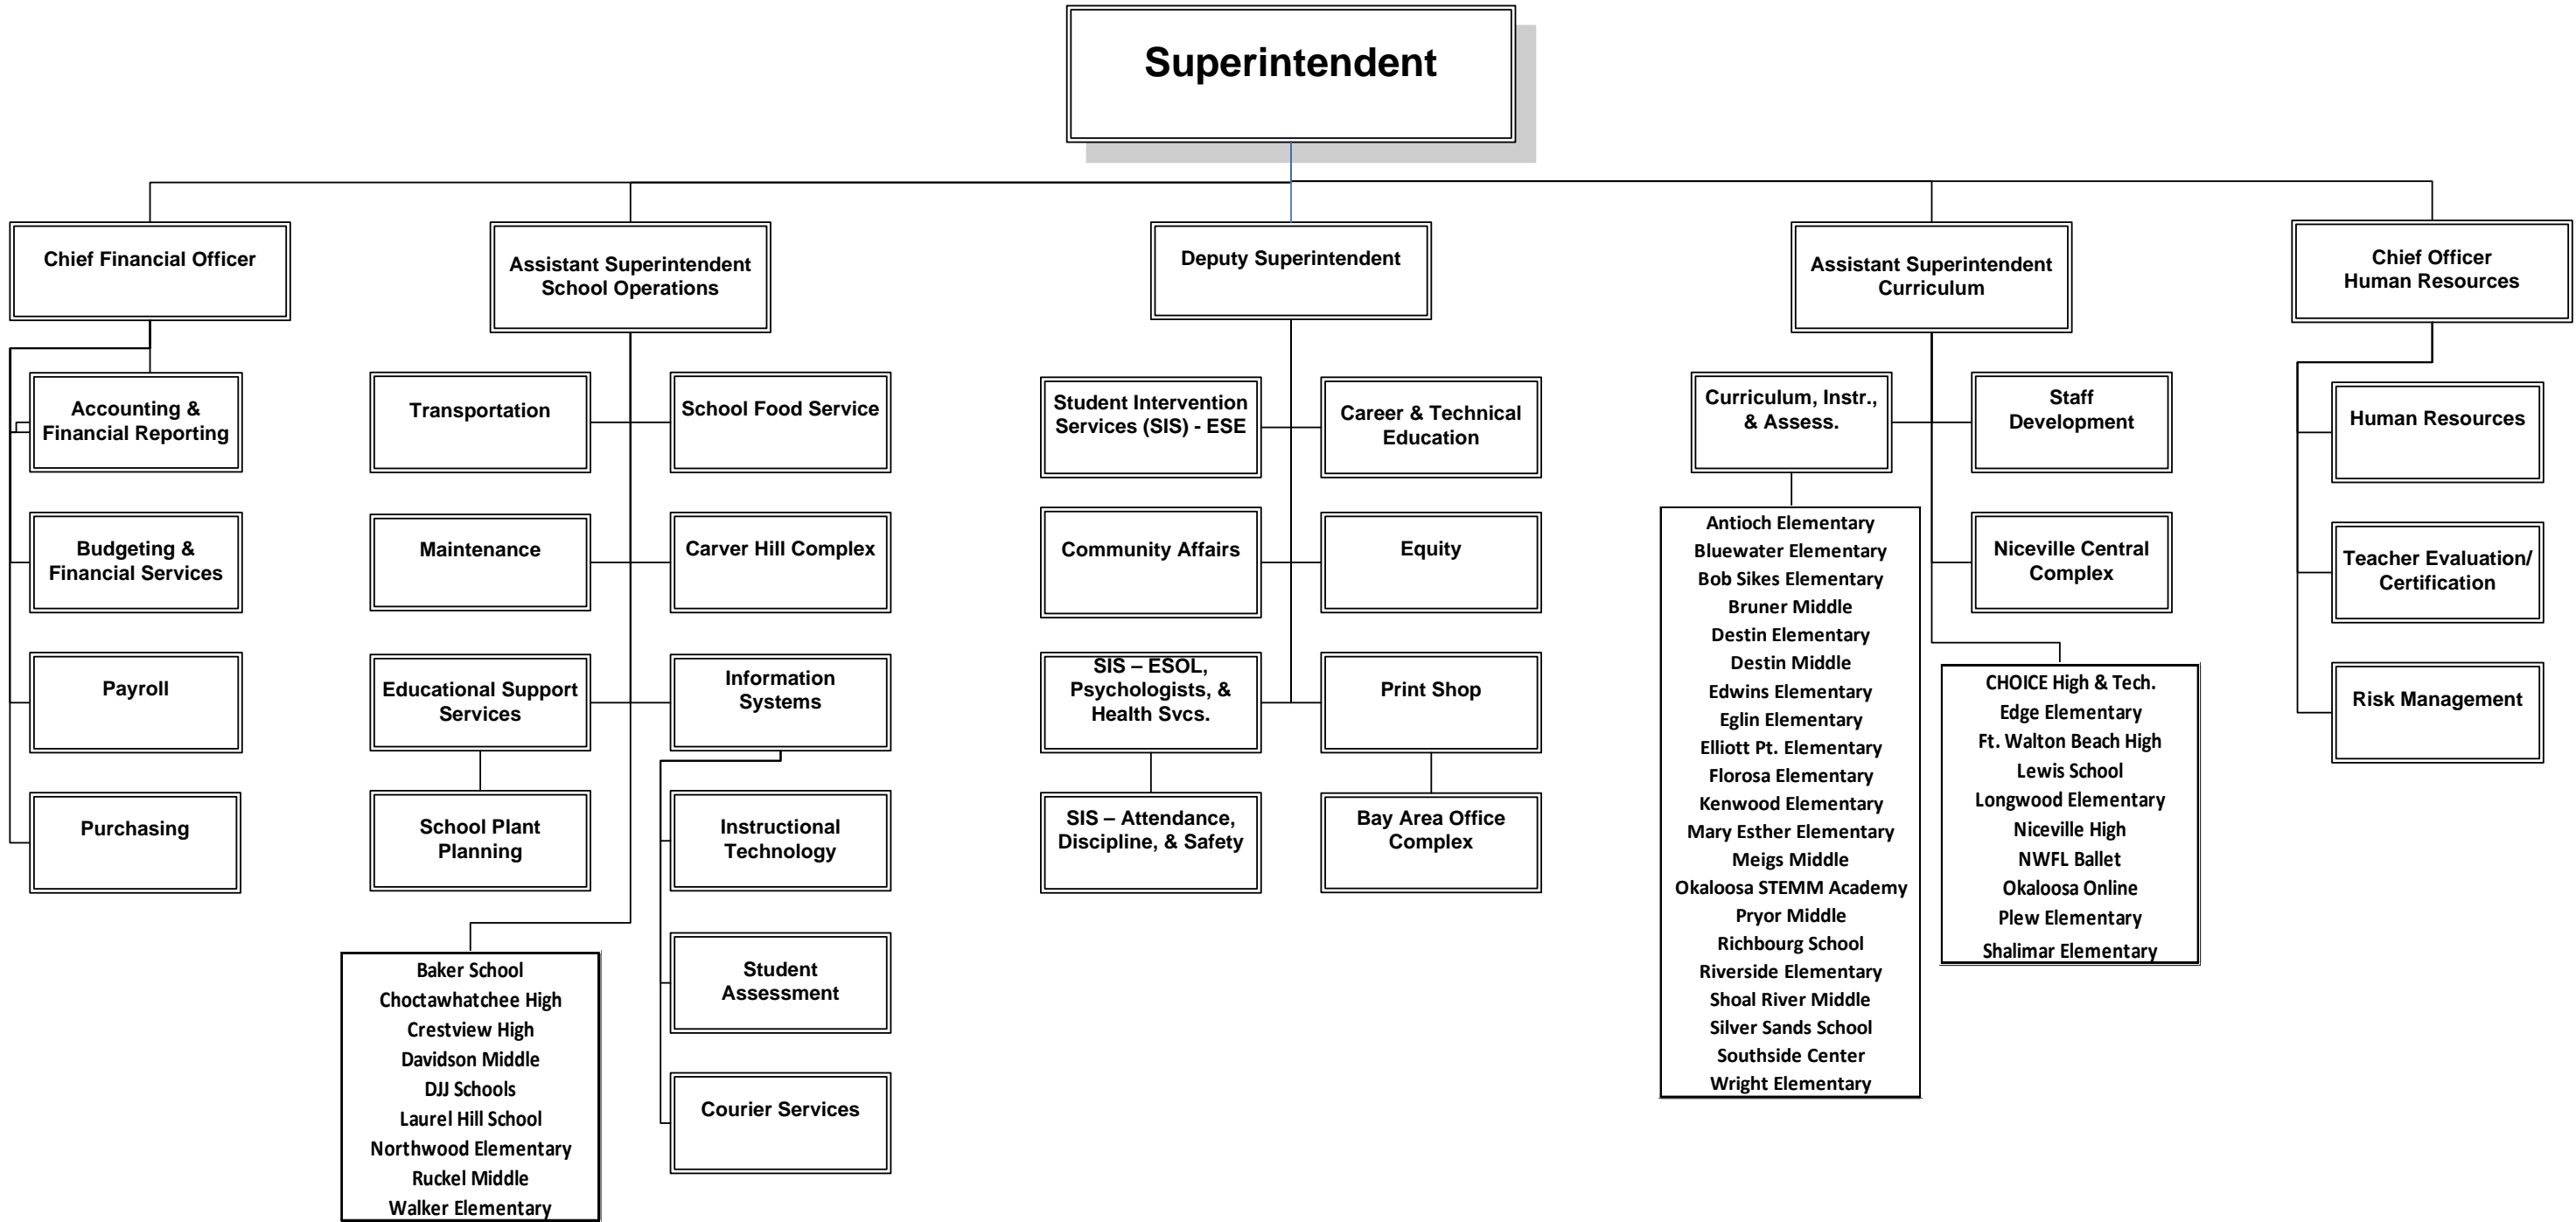 Superintendent
Chief Financial Officer
Assistant Superintendent
School Operations
Deputy Superintendent
Assistant Superintendent
Curriculum
Chief Officer
Human Resources
Accounting &
Financial Reporting
Budgeting &
Financial Services
Payroll
Purchasing
Transportation
School Food Service
Maintenance
Carver Hill Complex
Educational Support
Services
Information
Systems
School Plant
Planning
Instructional
Technology
Student
Assessment
Courier Services
Baker School
Choctawhatchee High
Crestview High
Davidson Middle
DJJ Schools
Laurel Hill School
Northwood Elementary
Ruckel Middle
Walker Elementary
Student Intervention
Services (SIS) - ESE
Career & Technical
Education
Community Affairs
Equity
SIS – ESOL,
Psychologists, &
Health Svcs.
Print Shop
SIS – Attendance,
Discipline, & Safety
Bay Area Office
Complex
Curriculum, Instr.,
& Assess.
Staff
Development
Niceville Central
Complex
Antioch Elementary
Bluewater Elementary
Bob Sikes Elementary
Bruner Middle
Destin Elementary
Destin Middle
Edwins Elementary
Eglin Elementary
Elliott Pt. Elementary
Florosa Elementary
Kenwood Elementary
Mary Esther Elementary
Meigs Middle
Okaloosa STEMM Academy
Pryor Middle
Richbourg School
Riverside Elementary
Shoal River Middle
Silver Sands School
Southside Center
Wright Elementary
CHOICE High & Tech.
Edge Elementary
Ft. Walton Beach High
Lewis School
Longwood Elementary
Niceville High
NWFL Ballet
Okaloosa Online
Plew Elementary
Shalimar Elementary
Human Resources
Teacher Evaluation/
Certification
Risk Management